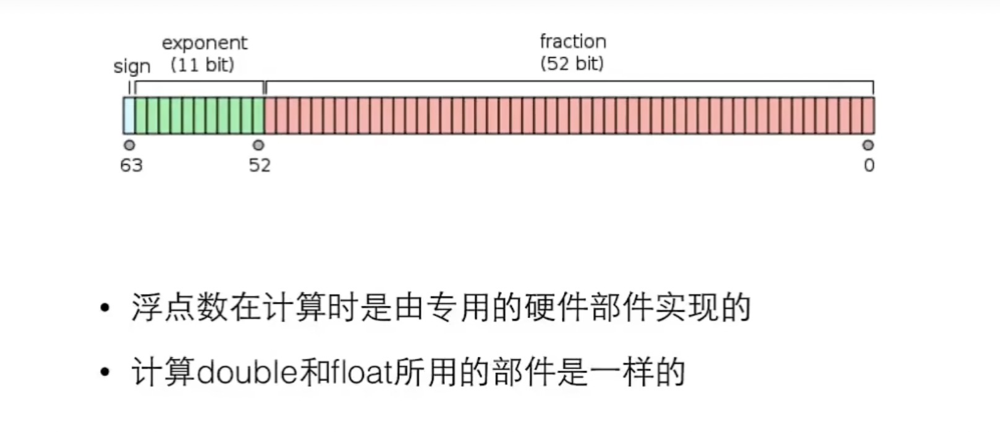 exponent
sign (11 bit)
fraction
(52 bit)
63 52 0
• 浮点数在计算时是由专用的硬件部件实现的
• 计算double和float所用的部件是一样的